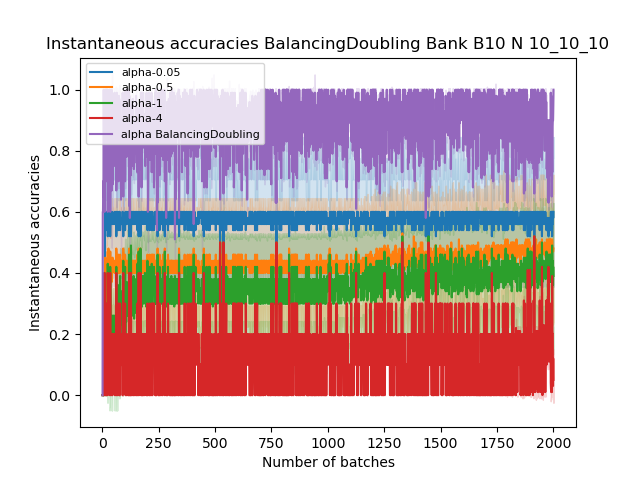 Instantaneous accuracies BalancingDoubling Bank B10 N 10_10_10
alpha-0.05
alpha-0.5
alpha-1
alpha-4
alpha BalancingDoubling
1.0
0.8
0.6
0.4
0.2
0.0
Instantaneous accuracies
0 250 500 750 1000 1250 1500 1750 2000
Number of batches